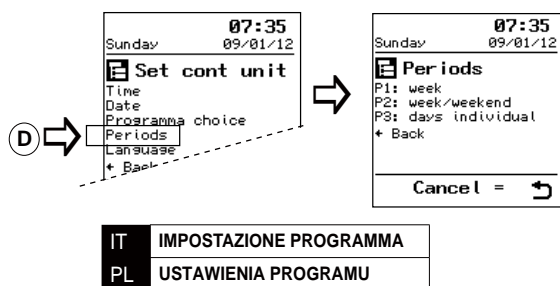 07:35
Sunday 09/01/12
Set cont unit
Time
Date
Programma choice
Periods
Language
← Back
D
07:35
Sunday 09/01/12
Periods
P1: week
P2: week/weekend
P3: days individual
← Back
Cancel =
IT IMPOSTAZIONE PROGRAMMA
PL USTAWIENIA PROGRAMU